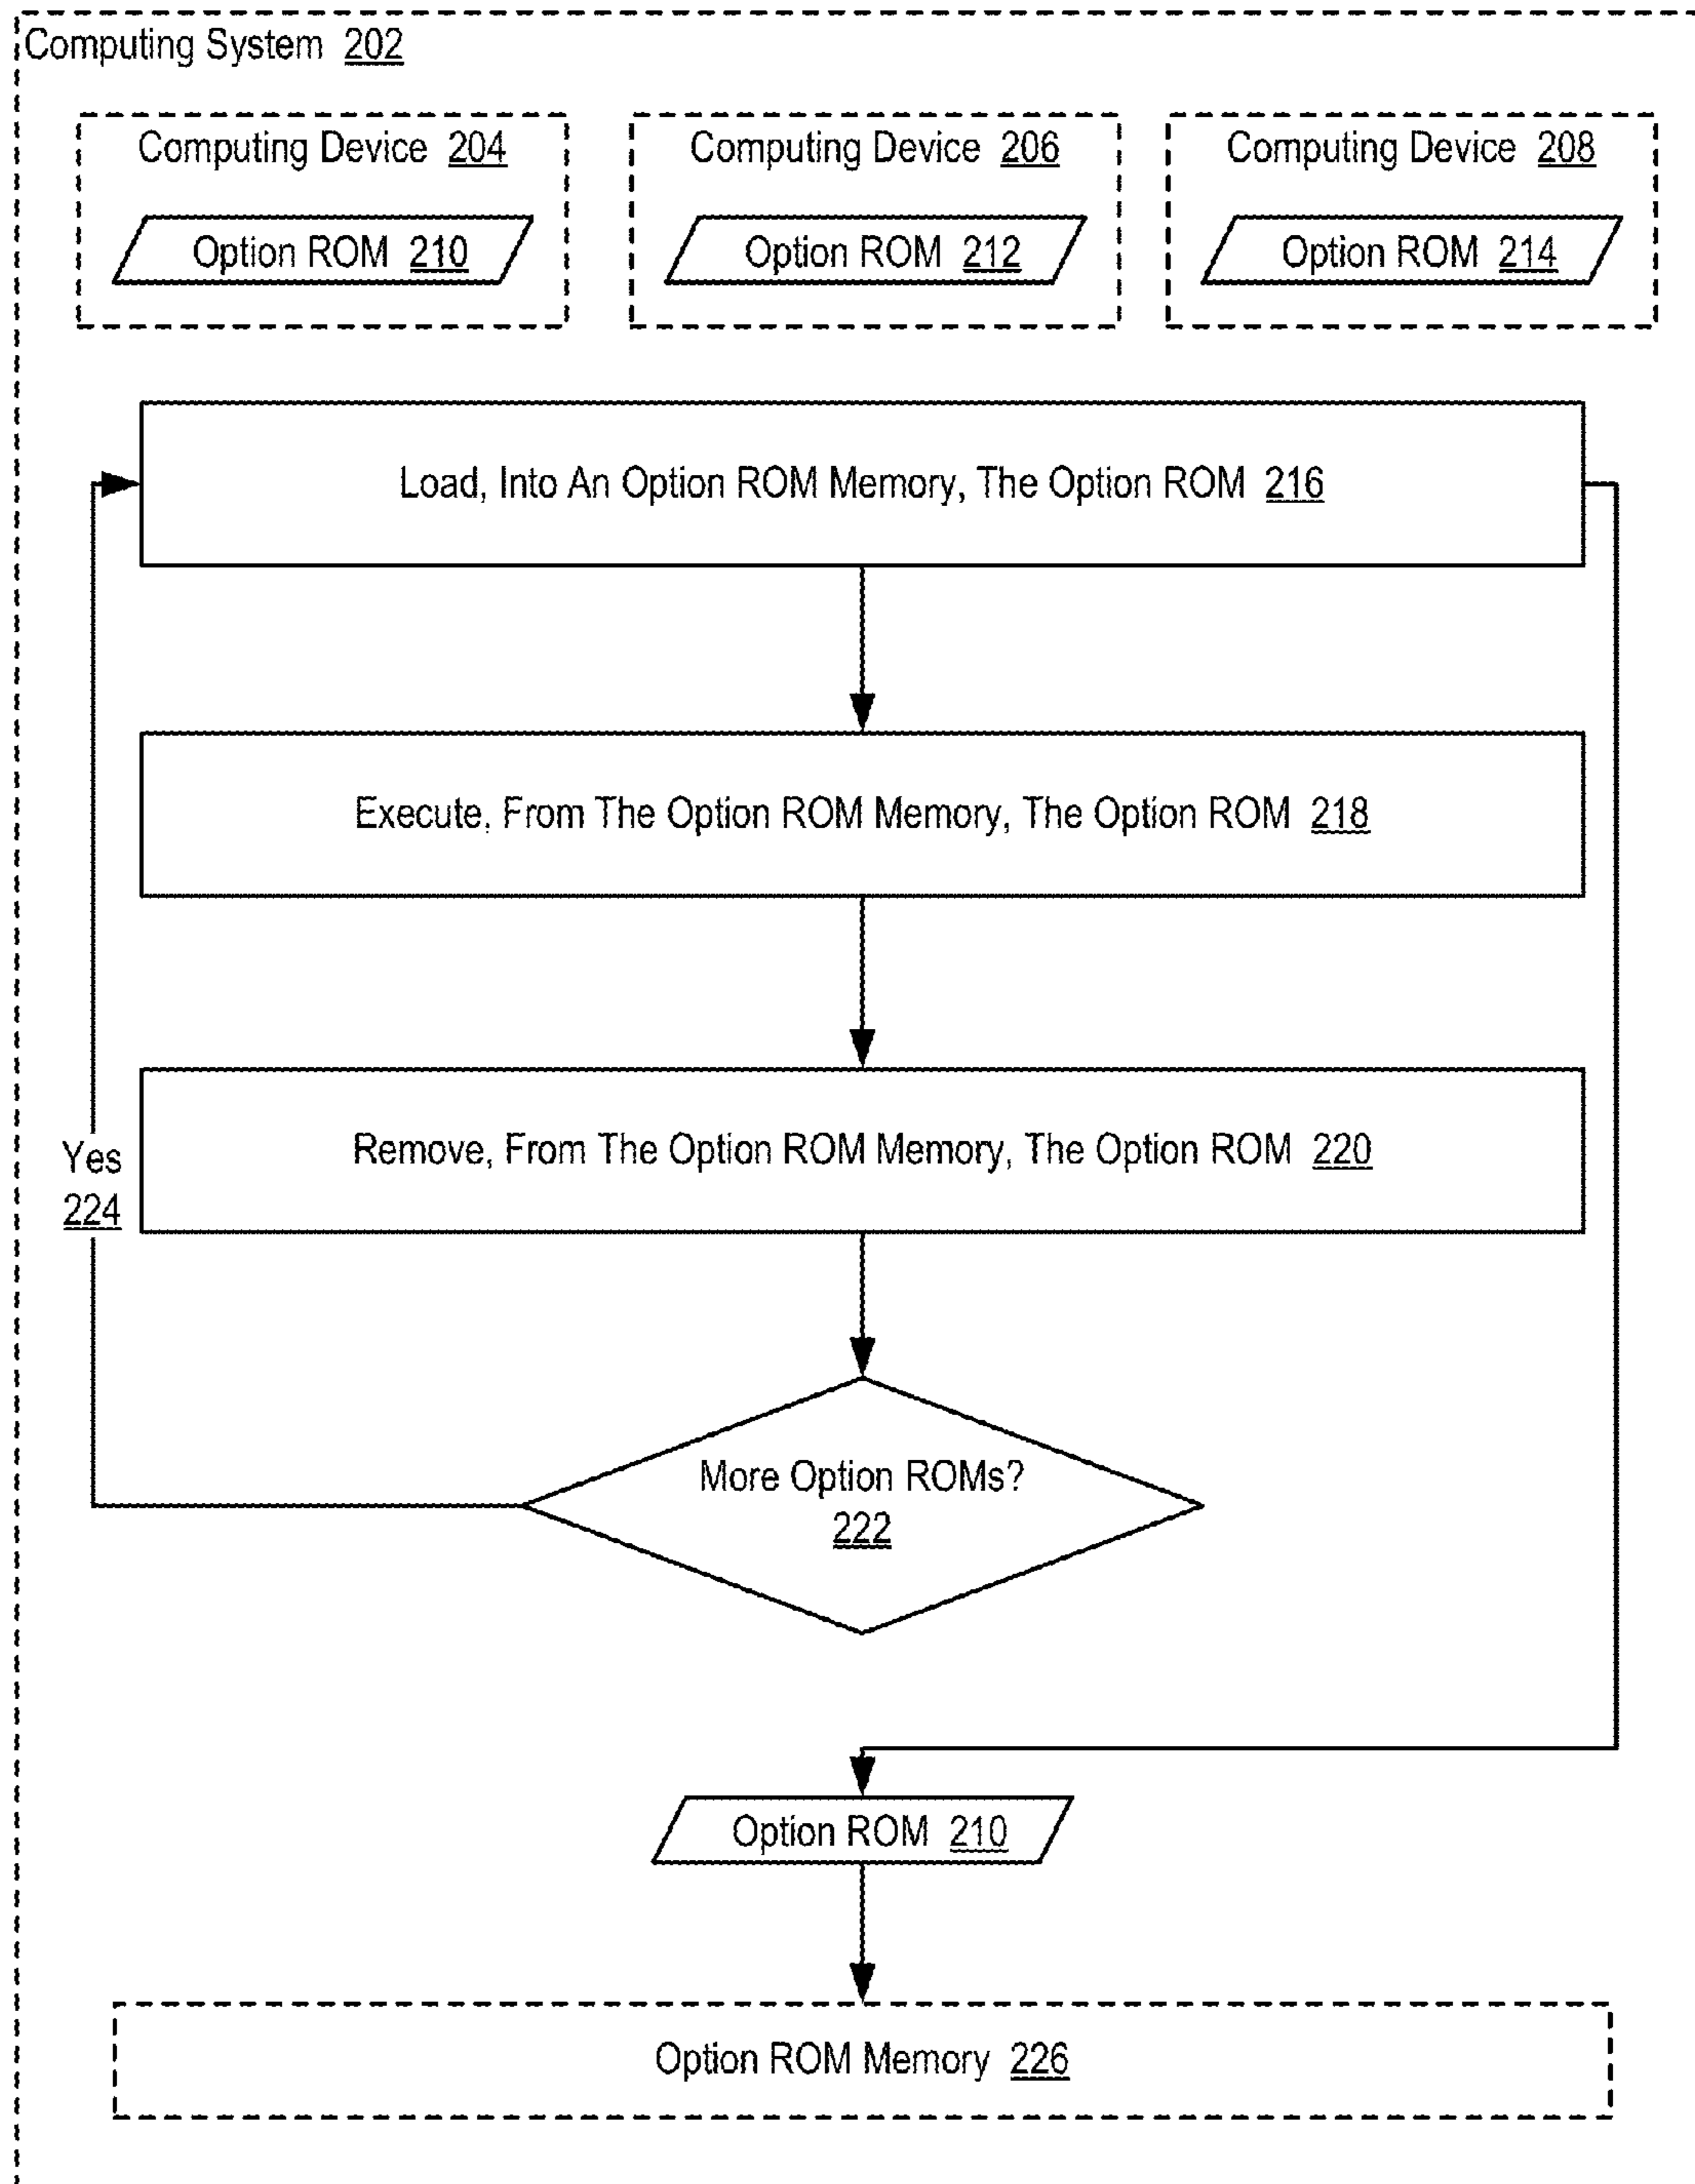 Computing System 202
Computing Device 204
Computing Device 206
Computing Device 208
Option ROM 210
Option ROM 212
Option ROM 214
Load, Into An Option ROM Memory, The Option ROM 216
Execute, From The Option ROM Memory, The Option ROM 218
Remove, From The Option ROM Memory, The Option ROM 220
Yes
224
More Option ROMs?
222
Option ROM 210
Option ROM Memory 226